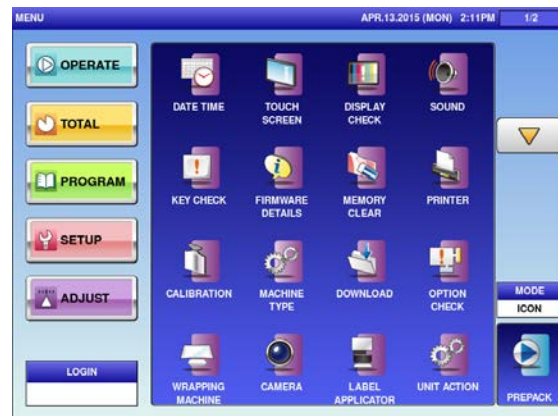 MENU
APR.13.2015 (MON) 2:11PM
1/2
OPERATE
TOTAL
PROGRAM
SETUP
ADJUST
LOGIN
DATE TIME
TOUCH
SCREEN
DISPLAY
CHECK
SOUND
KEY CHECK
FIRMWARE
DETAILS
MEMORY
CLEAR
PRINTER
CALIBRATION
MACHINE
TYPE
DOWNLOAD
OPTION
CHECK
WRAPPING
MACHINE
CAMERA
LABEL
APPLICATOR
UNIT ACTION
MODE
ICON
PREPACK